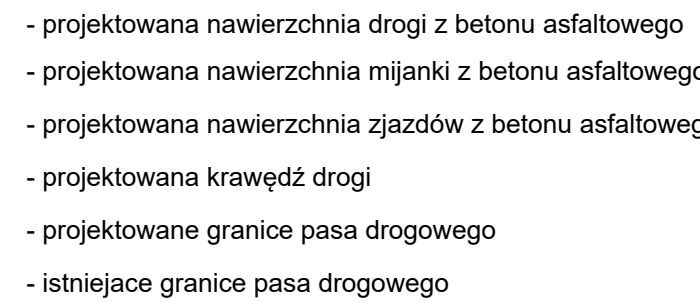 - projektowana nawierzchnia drogi z betonu asfaltowego
- projektowana nawierzchnia mijanki z betonu asfaltowego
- projektowana nawierzchnia zjazdów z betonu asfaltoweg
- projektowana krawędź drogi
- projektowane granice pasa drogowego
- istniejace granice pasa drogowego